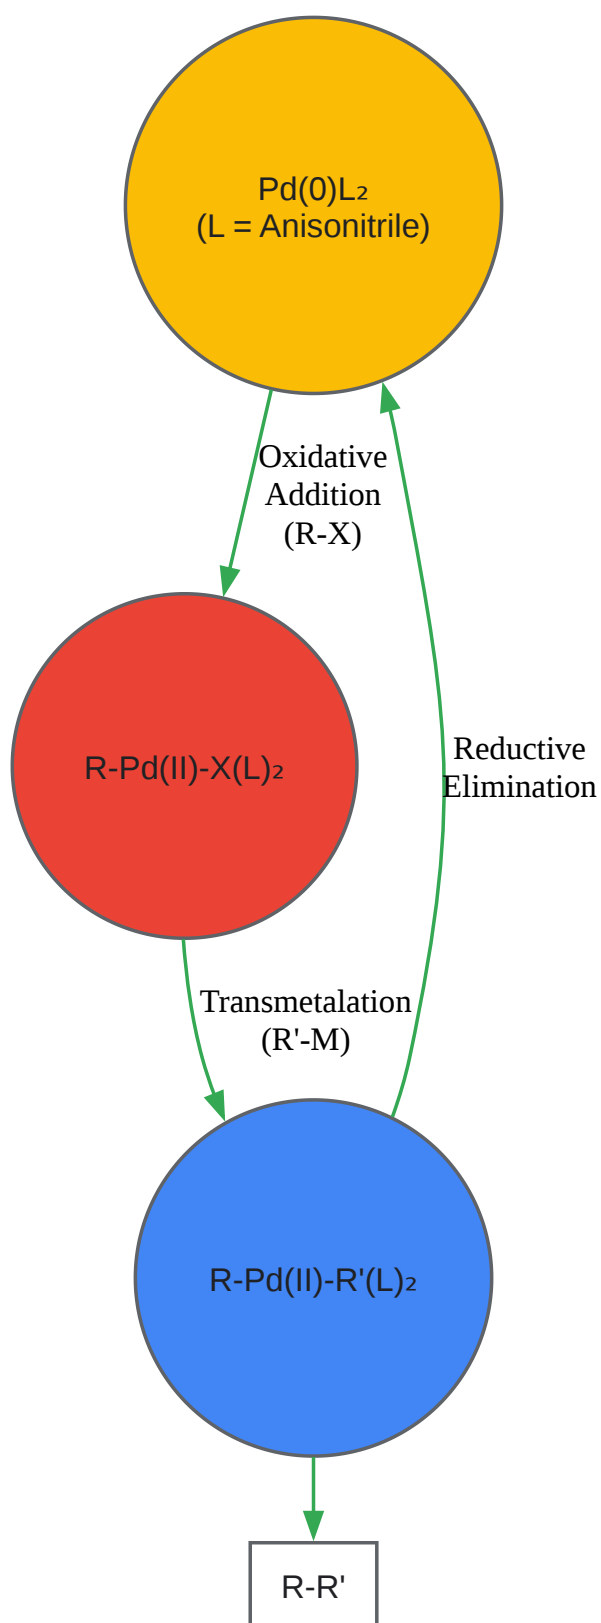 Pd(0)L₂
(L = Anisonitrile)
Oxidative
Addition
(R-X)
R-Pd(II)-X(L)₂
Reductive
Elimination
Transmetalation
(R'-M)
R-Pd(II)-R'(L)₂
R-R'